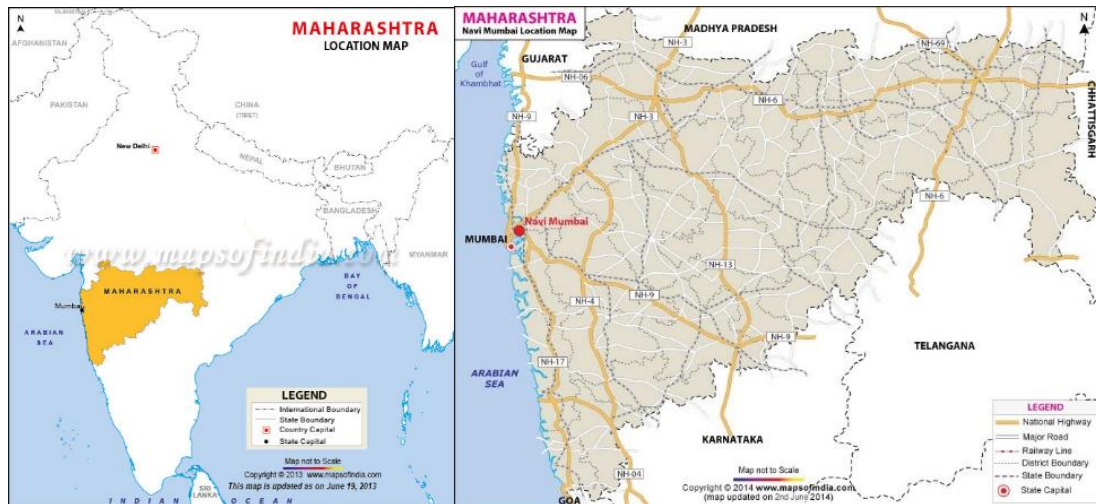 MAHARASHTRA
LOCATION MAP
N
AFGHANISTAN
PAKISTAN
CHINA
(TIBET)
New Delhi
NEPAL
BHUTAN
BANGLADESH
MYANMAR
www.mapsofindia.com
MAHARASHTRA
Mumbai
BAY
OF
BENGAL
ARABIAN
SEA
LEGEND
International Boundary
State Boundary
Country Capital
State Capital
Map not to Scale
Copyright © 2013 www.mapsofindia.com
This map is updated as on June 19, 2013
SRI
LANKA
INDIAN OCEAN
MAHARASHTRA
Navi Mumbai Location Map
N
MADHYA PRADESH
GUJARAT
Gulf
of
Khambhat
NH-3
NH-69
NH-06
NH-6
NH-9
NH-3
CHHATTISGARH
NH-6
Navi Mumbai
MUMBAI
NH-13
NH-4
NH-9
NH-9
TELANGANA
NH-17
ARABIAN
SEA
KARNATAKA
NH-04
GOA
LEGEND
National Highway
Major Road
Railway Line
District Boundary
State Boundary
State Capital
Map not to Scale
Copyright © 2014 www.mapsofindia.com
(map updated on 2nd June 2014)